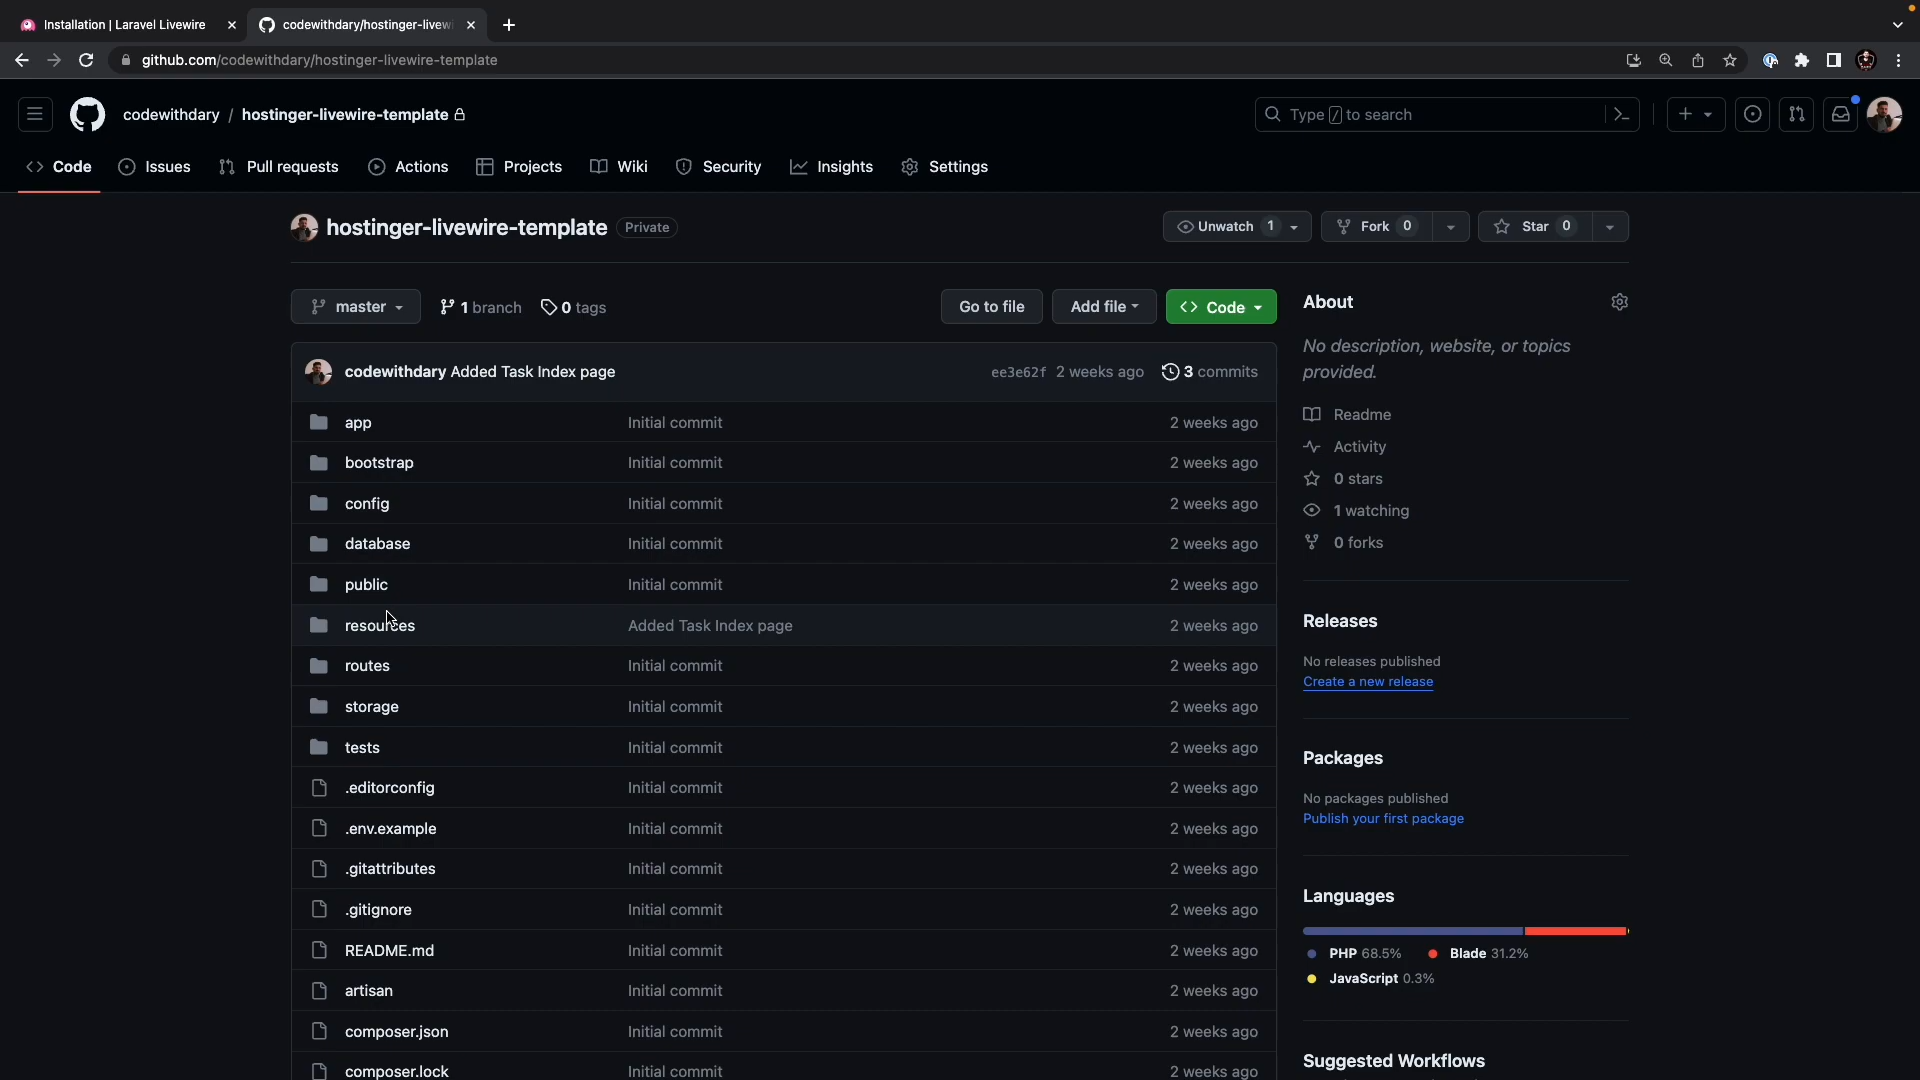 Installation | Laravel Livewire
codewithdary/hostinger-livew
github.com/codewithdary/hostinger-livewire-template
codewithdary / hostinger-livewire-template
Type / to search
Code Issues Pull requests Actions Projects Wiki Security Insights Settings
hostinger-livewire-template Private
Unwatch 1 Fork 0 Star 0
master 1 branch 0 tags Go to file Add file Code
codewithdary Added Task Index page ee3e62f 2 weeks ago 3 commits
app Initial commit 2 weeks ago
bootstrap Initial commit 2 weeks ago
config Initial commit 2 weeks ago
database Initial commit 2 weeks ago
public Initial commit 2 weeks ago
resources Added Task Index page 2 weeks ago
routes Initial commit 2 weeks ago
storage Initial commit 2 weeks ago
tests Initial commit 2 weeks ago
.editorconfig Initial commit 2 weeks ago
.env.example Initial commit 2 weeks ago
.gitattributes Initial commit 2 weeks ago
.gitignore Initial commit 2 weeks ago
README.md Initial commit 2 weeks ago
artisan Initial commit 2 weeks ago
composer.json Initial commit 2 weeks ago
composer.lock Initial commit 2 weeks ago
About
No description, website, or topics
provided.
Readme
Activity
0 stars
1 watching
0 forks
Releases
No releases published
Create a new release
Packages
No packages published
Publish your first package
Languages
PHP 68.5% Blade 31.2%
JavaScript 0.3%
Suggested Workflows